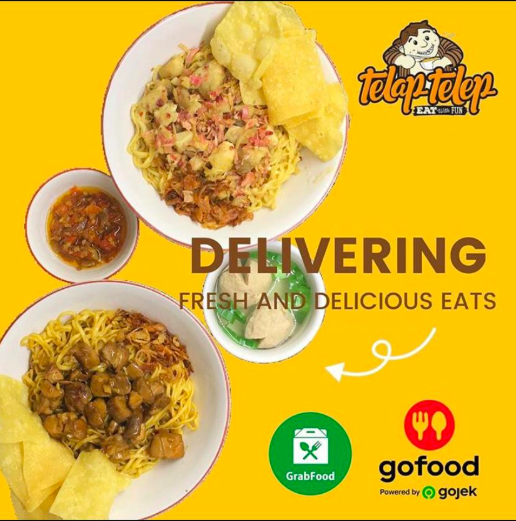 telap telep
EAT with FUN
DELIVERING
FRESH AND DELICIOUS EATS
GrabFood
gofood
Powered by gojek